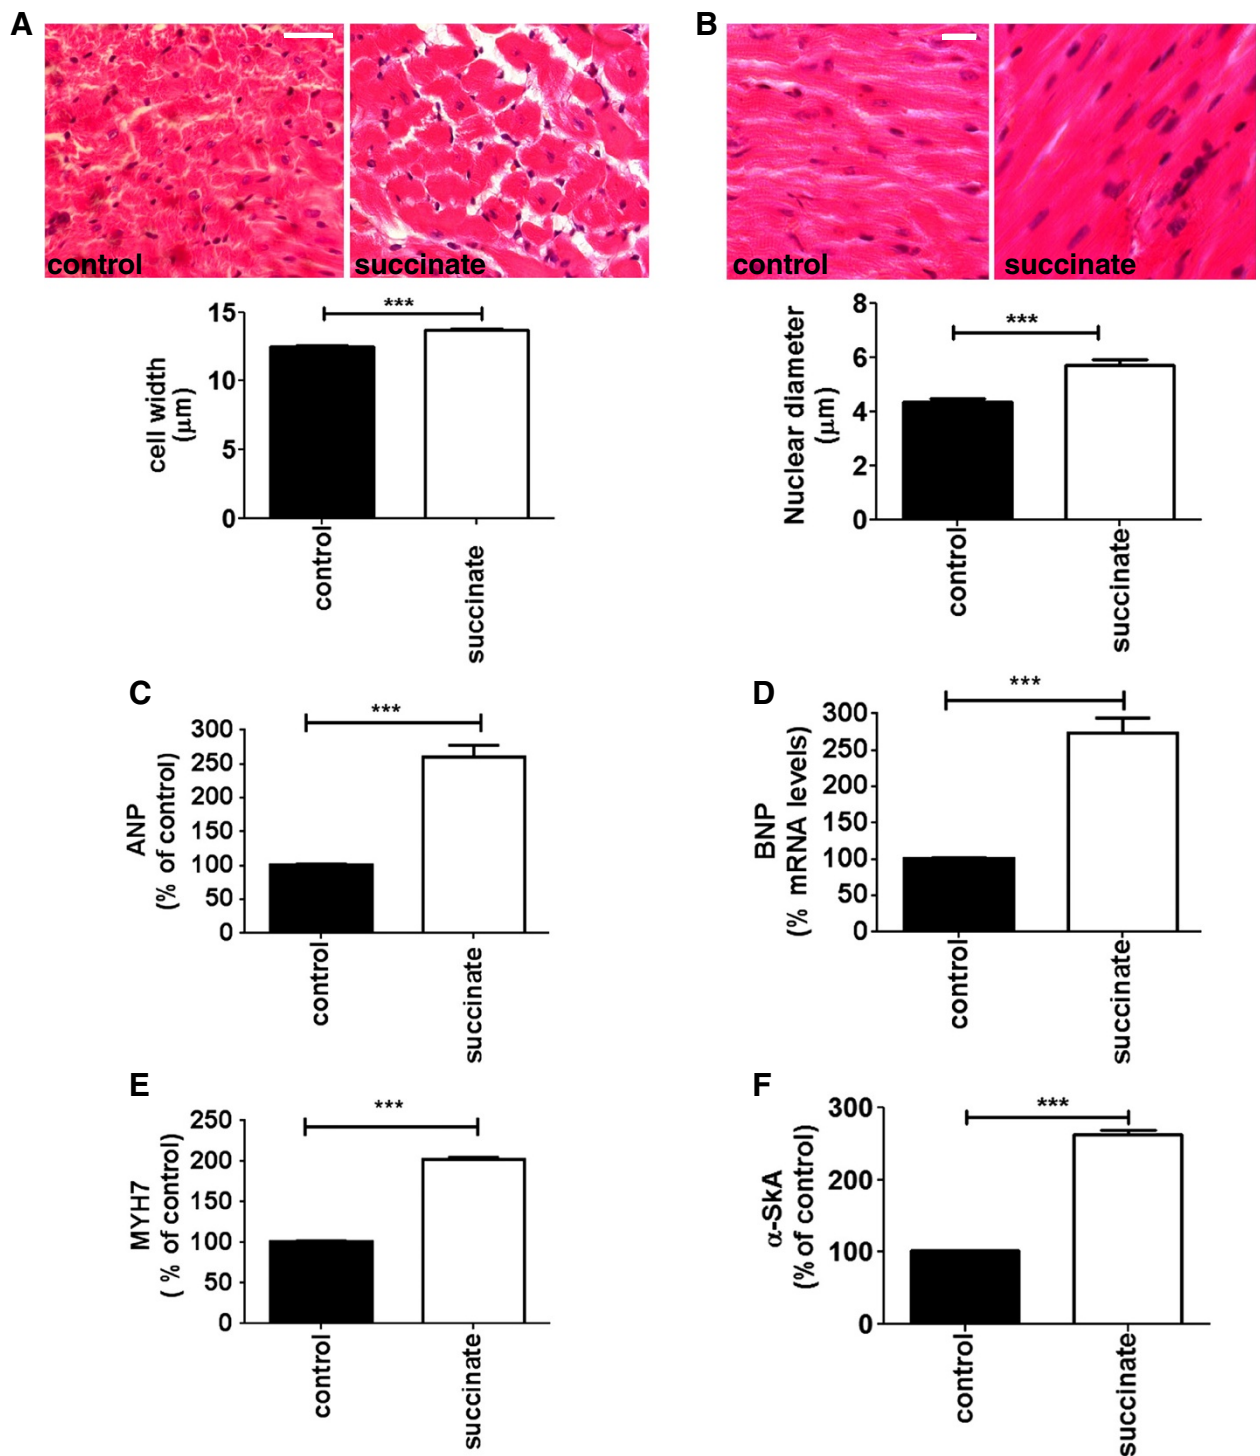 A
control
succinate
***
15
10
5
0
cell width
(μm)
control
succinate
B
control
succinate
***
8
6
4
2
0
Nuclear diameter
(μm)
control
succinate
C
***
300
250
200
150
100
50
0
ANP
(% of control)
control
succinate
D
***
300
250
200
150
100
50
0
BNP
(% mRNA levels)
control
succinate
E
***
250
200
150
100
50
0
MYH7
( % of control)
control
succinate
F
***
300
200
100
0
α-SkA
(% of control)
control
succinate